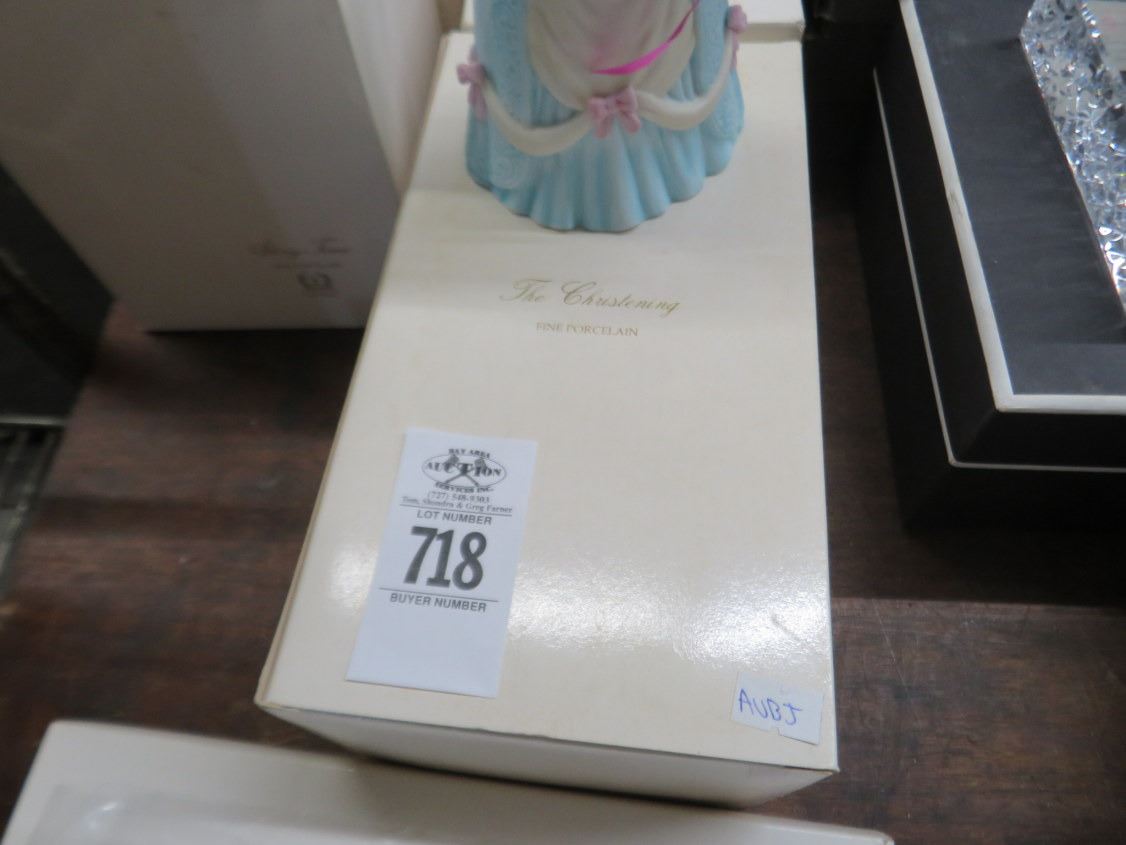 The Christening
FINE PORCELAIN
BAY AREA
AUCTION
SERVICES INC.
(727) 548-9303
Tom, Shondra & Greg Farner
LOT NUMBER
718
BUYER NUMBER
AUBJ